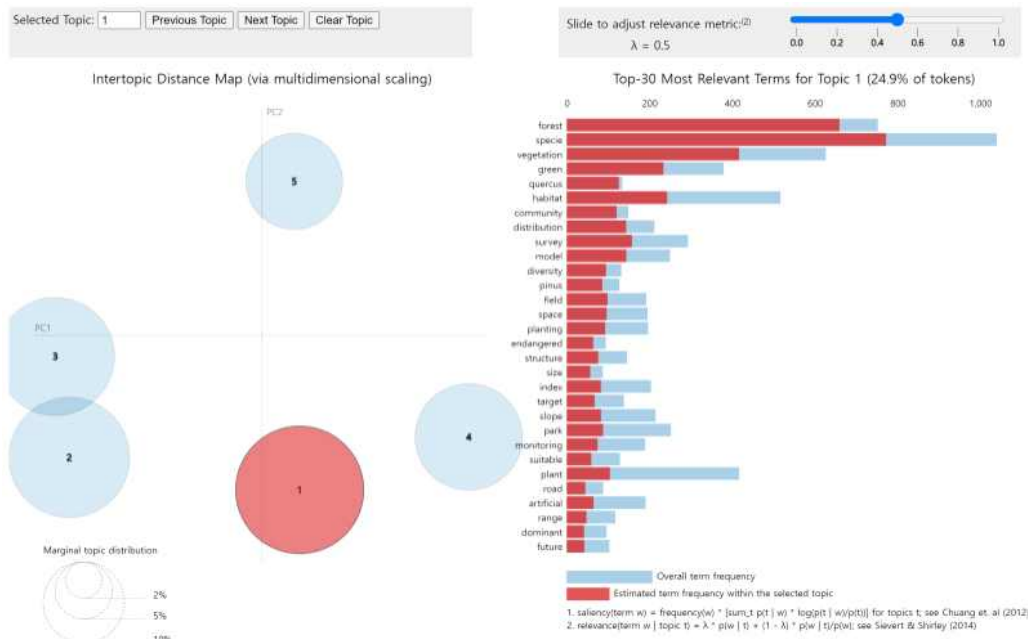 Selected Topic: 1 Previous Topic Next Topic Clear Topic
Slide to adjust relevance metric:(2)
λ = 0.5
0.0 0.2 0.4 0.6 0.8 1.0
Intertopic Distance Map (via multidimensional scaling)
PC2
PC1
5
3
2
4
1
Marginal topic distribution
2%
5%
10%
Top-30 Most Relevant Terms for Topic 1 (24.9% of tokens)
0 200 400 600 800 1,000
forest
specie
vegetation
green
quercus
habitat
community
distribution
survey
model
diversity
pinus
field
space
planting
endangered
structure
size
index
target
slope
park
monitoring
suitable
plant
road
artificial
range
dominant
future
Overall term frequency
Estimated term frequency within the selected topic
1. saliency(term w) = frequency(w) * [sum_t p(t | w) * log(p(t | w)/p(t))] for topics t; see Chuang et. al (2012)
2. relevance(term w | topic t) = λ * p(w | t) + (1 - λ) * p(w | t)/p(w); see Sievert & Shirley (2014)